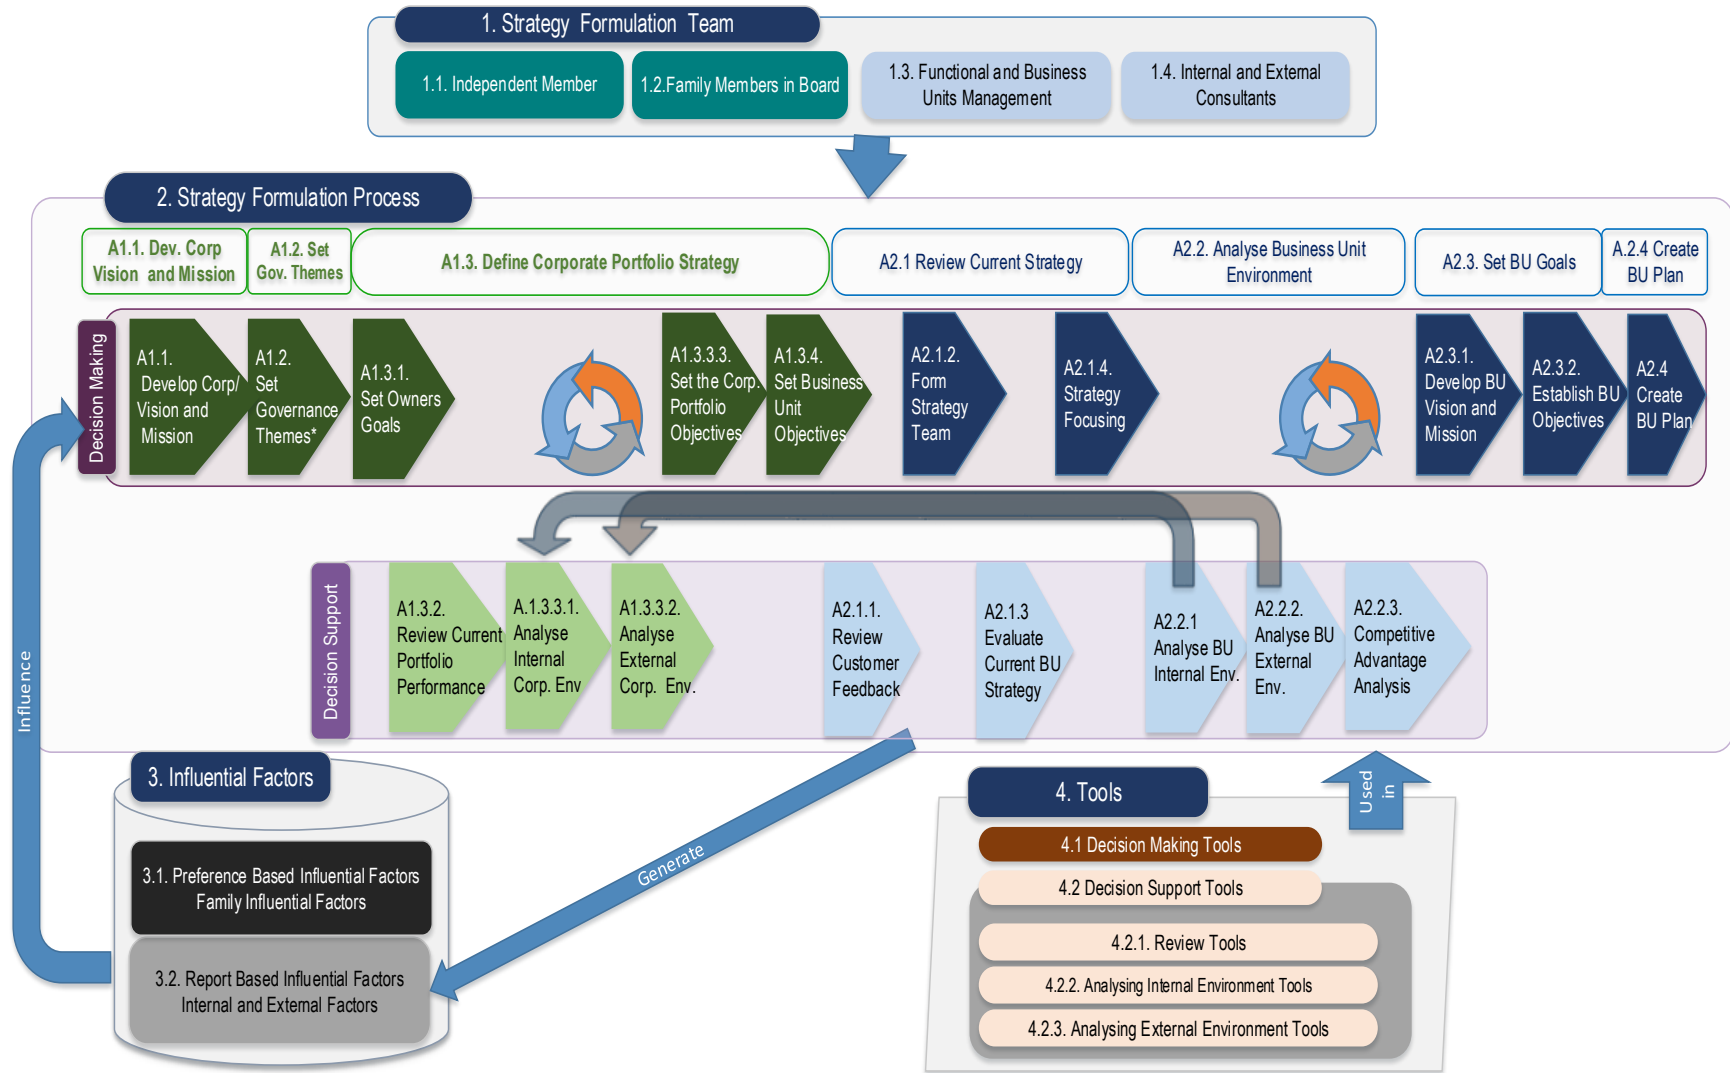 1. Strategy Formulation Team
1.1. Independent Member
1.2.Family Members in Board
1.3. Functional and Business
Units Management
1.4. Internal and External
Consultants
2. Strategy Formulation Process
A1.1. Dev. Corp
Vision and Mission
A1.2. Set
Gov. Themes
A1.3. Define Corporate Portfolio Strategy
A2.1 Review Current Strategy
A2.2. Analyse Business Unit
Environment
A2.3. Set BU Goals
A.2.4 Create
BU Plan
Decision Making
A1.1.
Develop Corp/
Vision and
Mission
A1.2.
Set
Governance
Themes*
A1.3.1.
Set Owners
Goals
A1.3.3.3.
Set the Corp.
Portfolio
Objectives
A1.3.4.
Set Business
Unit
Objectives
A2.1.2.
Form
Strategy
Team
A2.1.4.
Strategy
Focusing
A2.3.1.
Develop BU
Vision and
Mission
A2.3.2.
Establish BU
Objectives
A2.4
Create
BU Plan
Decision Support
A1.3.2.
Review Current
Portfolio
Performance
A.1.3.3.1.
Analyse
Internal
Corp. Env
A1.3.3.2.
Analyse
External
Corp. Env.
A2.1.1.
Review
Customer
Feedback
A2.1.3
Evaluate
Current BU
Strategy
A2.2.1
Analyse BU
Internal Env.
A2.2.2.
Analyse BU
External
Env.
A2.2.3.
Competitive
Advantage
Analysis
Influence
Generate
Used
in
3. Influential Factors
3.1. Preference Based Influential Factors
Family Influential Factors
3.2. Report Based Influential Factors
Internal and External Factors
4. Tools
4.1 Decision Making Tools
4.2 Decision Support Tools
4.2.1. Review Tools
4.2.2. Analysing Internal Environment Tools
4.2.3. Analysing External Environment Tools